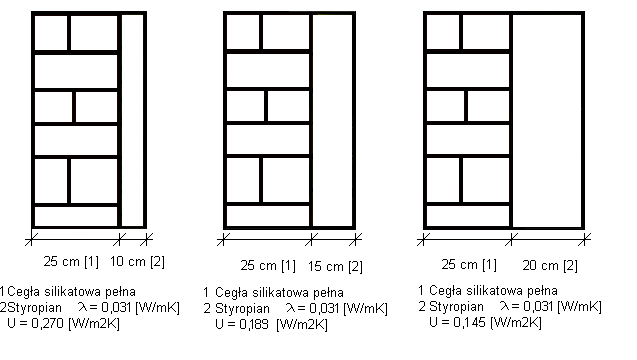 25 cm [1] 10 cm [2]
1 Cegła silikatowa pełna
2 Styropian λ = 0,031 [W/mK]
U = 0,270 [W/m2K]
25 cm [1] 15 cm [2]
1 Cegła silikatowa pełna
2 Styropian λ = 0,031 [W/mK]
U = 0,189 [W/m2K]
25 cm [1] 20 cm [2]
1 Cegła silikatowa pełna
2 Styropian λ = 0,031 [W/mK]
U = 0,145 [W/m2K]